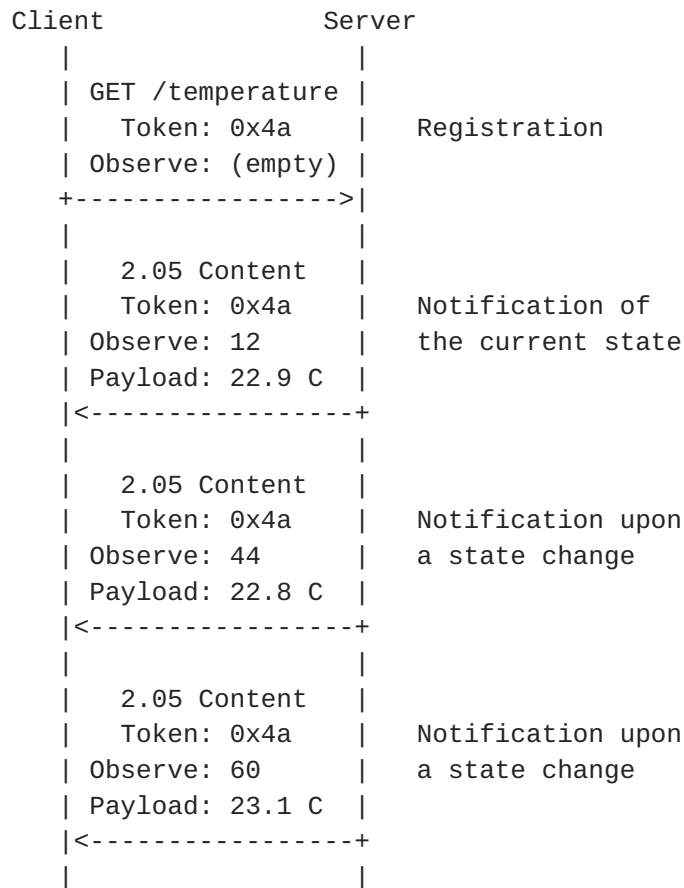 Client                Server
   |                   |
   | GET /temperature |
   |   Token: 0x4a    |   Registration
   | Observe: (empty) |
   +----------------->|
   |                   |
   |   2.05 Content   |
   |   Token: 0x4a    |   Notification of
   | Observe: 12      |   the current state
   | Payload: 22.9 C  |
   |<-----------------+
   |                   |
   |   2.05 Content   |
   |   Token: 0x4a    |   Notification upon
   | Observe: 44      |   a state change
   | Payload: 22.8 C  |
   |<-----------------+
   |                   |
   |   2.05 Content   |
   |   Token: 0x4a    |   Notification upon
   | Observe: 60      |   a state change
   | Payload: 23.1 C  |
   |<-----------------+
   |                   |